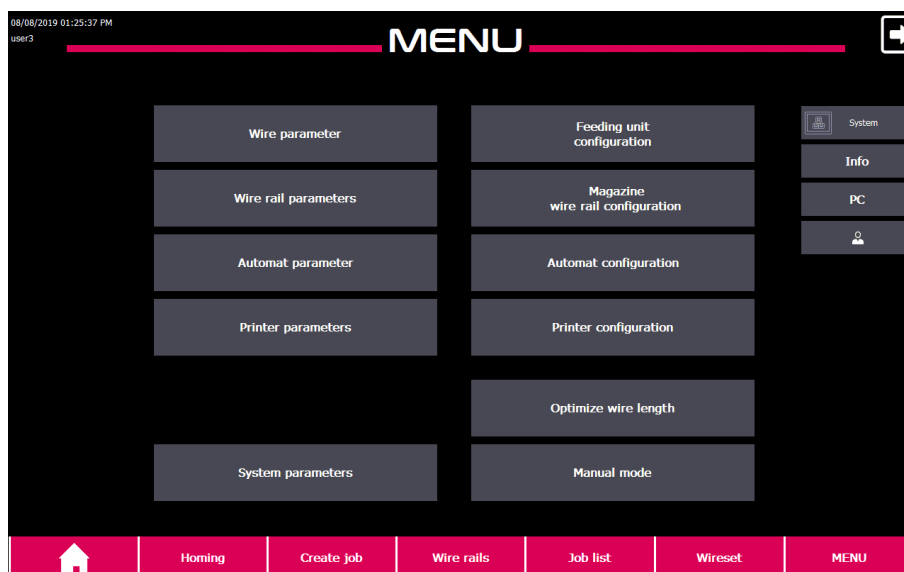 08/08/2019 01:25:37 PM
user3
MENU
Wire parameter
Feeding unit
configuration
System
Info
Wire rail parameters
Magazine
wire rail configuration
PC
Automat parameter
Automat configuration
Printer parameters
Printer configuration
Optimize wire length
System parameters
Manual mode
Homing
Create job
Wire rails
Job list
Wireset
MENU